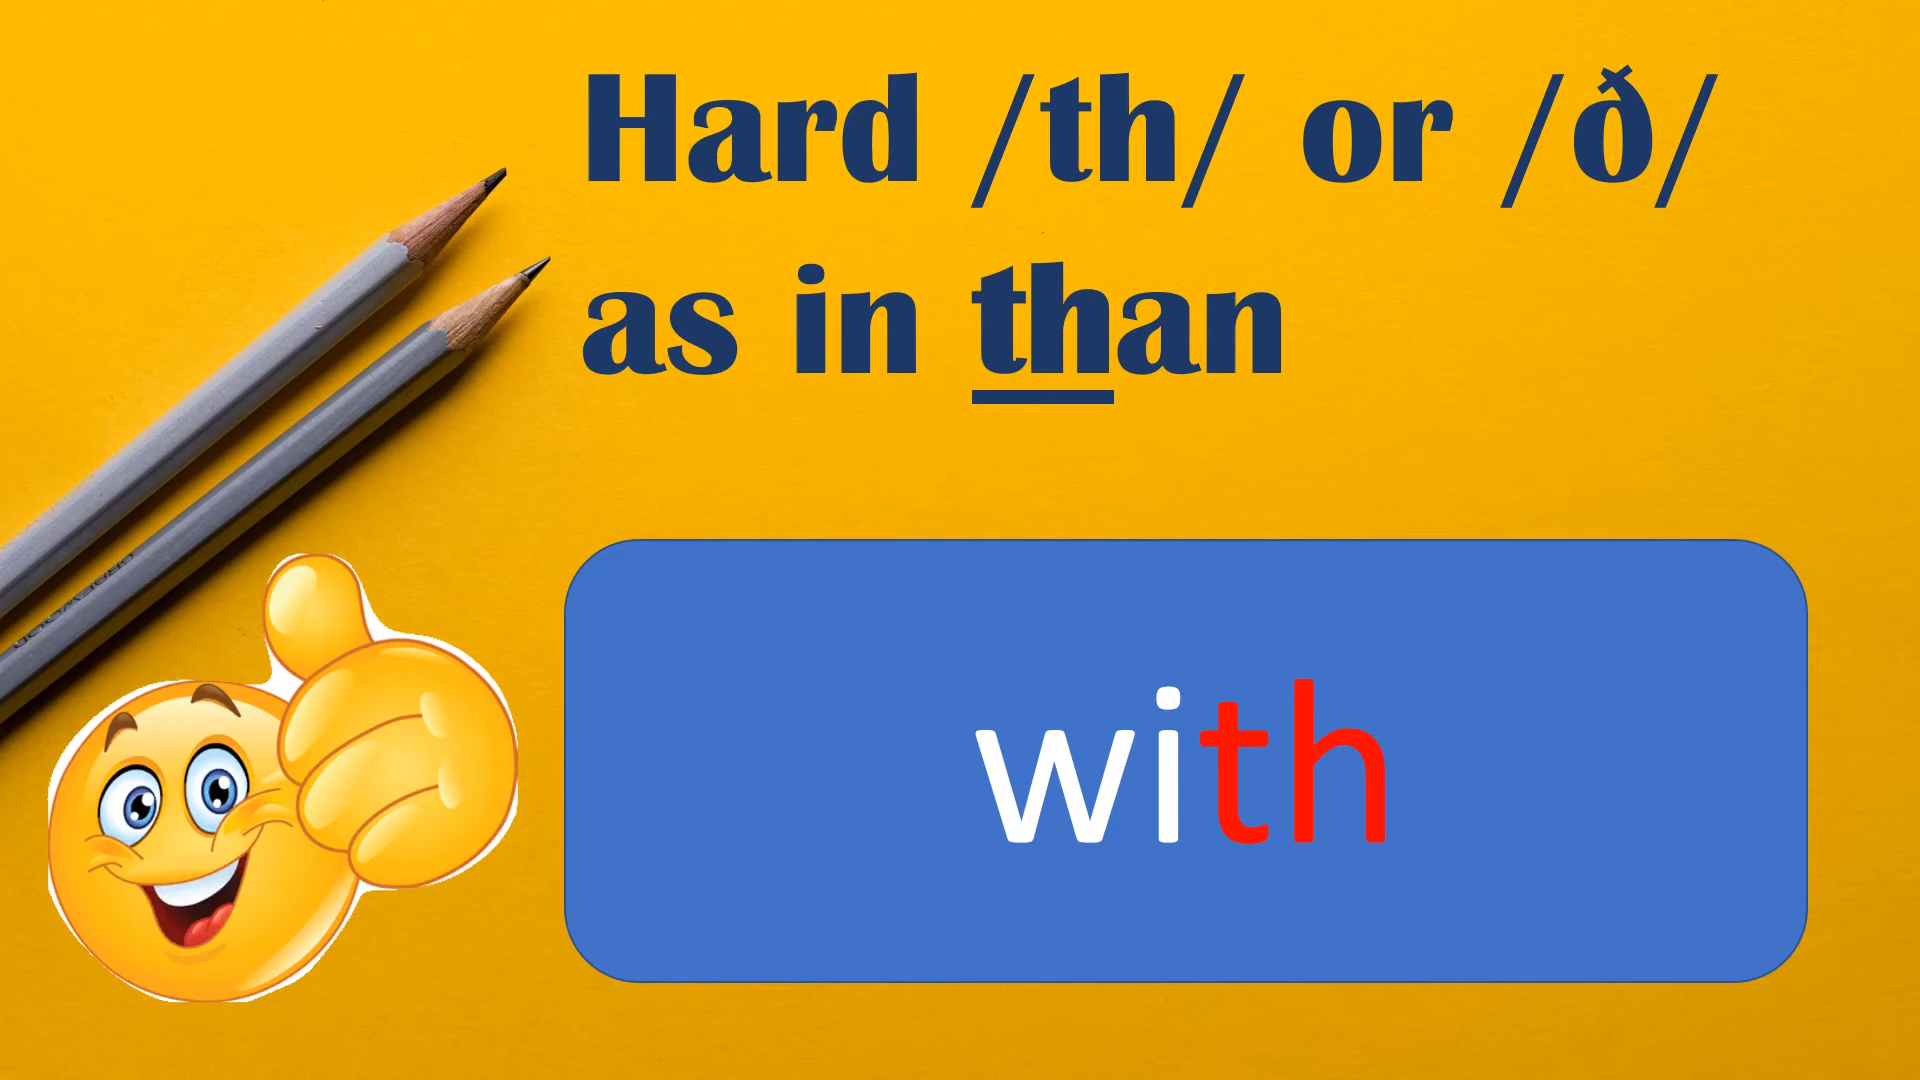 Hard /th/ or /ð/
as in than
with